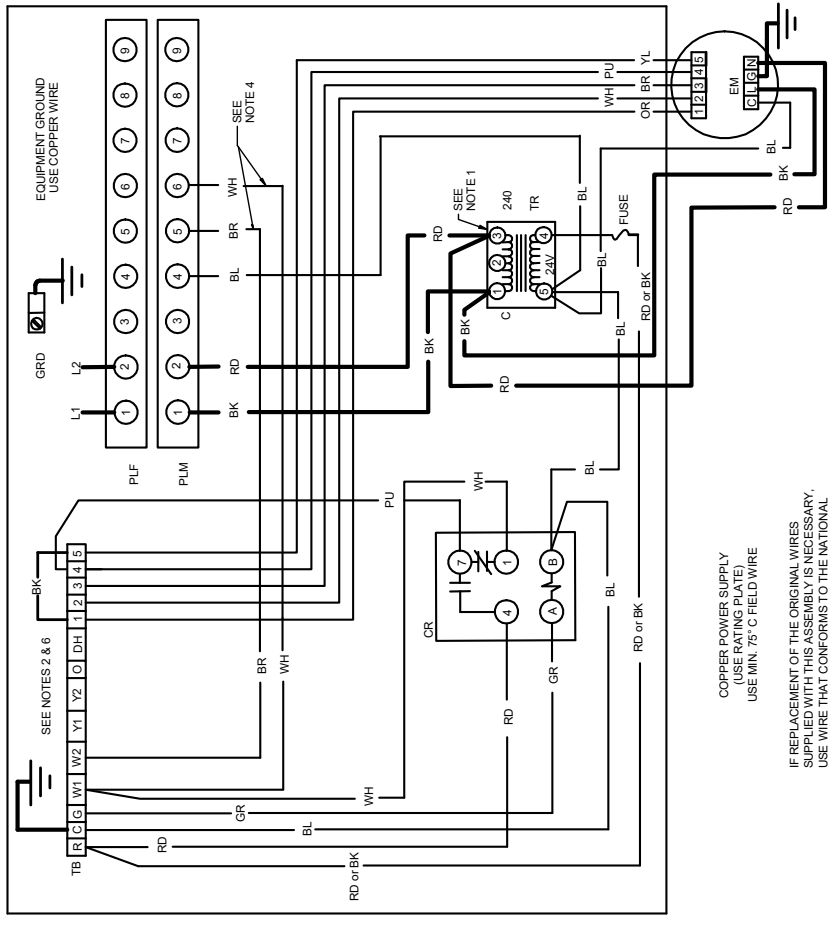 EQUIPMENT GROUND
USE COPPER WIRE
GRD
SEE NOTES 2 & 6
BK
TB
R C G W1 W2 Y1 Y2 O DH 1 2 3 4 5
L1
L2
PLF
1 2 3 4 5 6 7 8 9
PLM
1 2 3 4 5 6 7 8 9
RD
GR
BL
WH
BR
WH
BK
RD
BL
BR
WH
SEE
NOTE 4
RD or BK
PU
CR
7
1
4
B
A
WH
RD
GR
BL
BL
RD or BK
BK
RD
BK
RD
SEE
NOTE 1
240
TR
C
1 2 3
24V
5
4
BL
BL
BL
FUSE
RD or BK
OR
WH
BR
PU
YL
1 2 3 4 5
EM
C L G N
BL
BK
RD
COPPER POWER SUPPLY
(USE RATING PLATE)
USE MIN. 75° C FIELD WIRE
IF REPLACEMENT OF THE ORIGINAL WIRES
SUPPLIED WITH THIS ASSEMBLY IS NECESSARY,
USE WIRE THAT CONFORMS TO THE NATIONAL